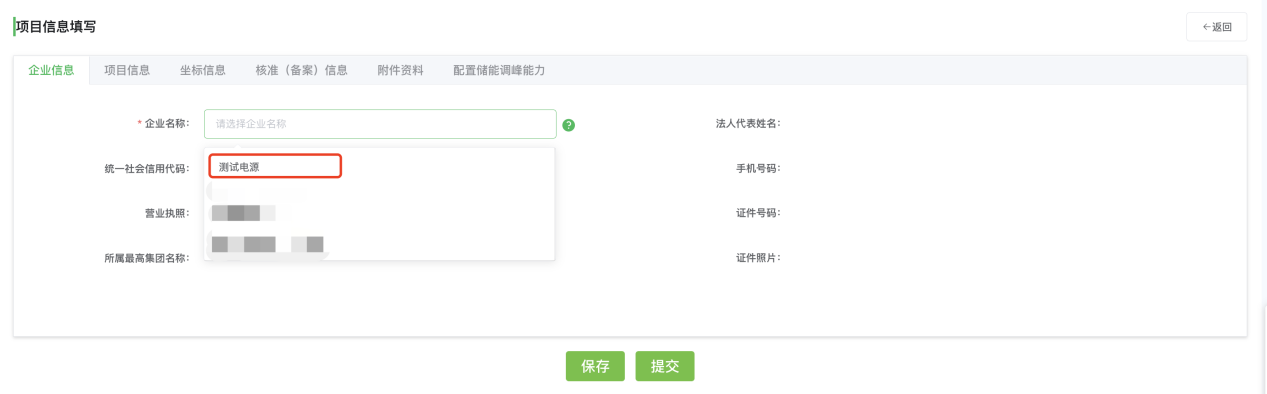 项目信息填写
←返回
企业信息 项目信息 坐标信息 核准（备案）信息 附件资料 配置储能调峰能力
* 企业名称： 请选择企业名称 ? 法人代表姓名：
统一社会信用代码： 测试电源 手机号码：
营业执照： 证件号码：
所属最高集团名称： 证件照片：
保存 提交